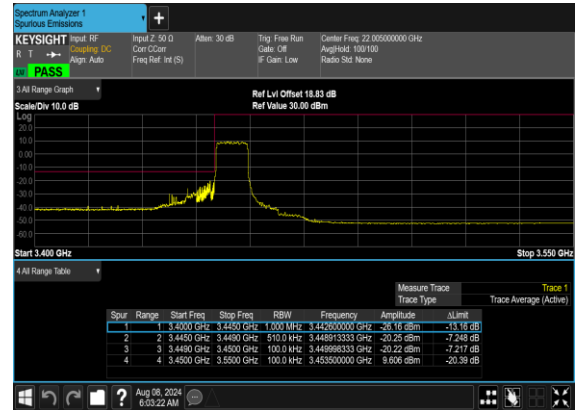 Spectrum Analyzer 1
Spurious Emissions
+
KEYSIGHT Input: RF Input Z: 50 Ω Atten: 30 dB Trig: Free Run Center Freq: 22.005000000 GHz
R T Coupling: DC Corr CCorr Gate: Off Avg|Hold: 100/100
Align: Auto Freq Ref: Int (S) IF Gain: Low Radio Std: None
PASS
3 All Range Graph
Ref Lvl Offset 18.83 dB
Scale/Div 10.0 dB Ref Value 30.00 dBm
Log
20.0
10.0
0.00
-10.0
-20.0
-30.0
-40.0
-50.0
-60.0
Start 3.400 GHz Stop 3.550 GHz
4 All Range Table
Measure Trace Trace 1
Trace Type Trace Average (Active)
Spur Range Start Freq Stop Freq RBW Frequency Amplitude ΔLimit
1 1 3.4000 GHz 3.4450 GHz 1.000 MHz 3.442600000 GHz -26.16 dBm -13.16 dB
2 2 3.4450 GHz 3.4490 GHz 510.0 kHz 3.448913333 GHz -20.25 dBm -7.248 dB
3 3 3.4490 GHz 3.4500 GHz 100.0 kHz 3.449998333 GHz -20.22 dBm -7.217 dB
4 4 3.4500 GHz 3.5500 GHz 100.0 kHz 3.453500000 GHz 9.606 dBm -20.39 dB
? Aug 08, 2024
6:03:22 AM